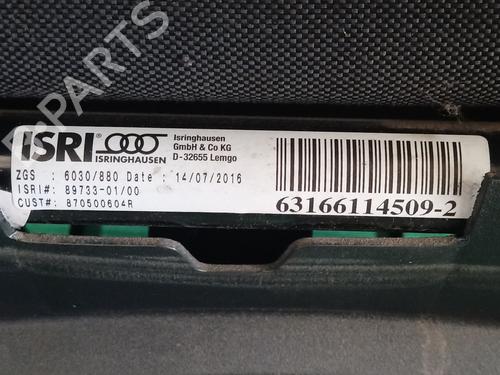 B-PARTS
ISRI
ISRINGHAUSEN
Isringhausen
GmbH & Co KG
D-32655 Lemgo
ZGS : 6030/880 Date : 14/07/2016
ISRI#: 89733-01/00
CUST#: 870500604R
63166114509-2